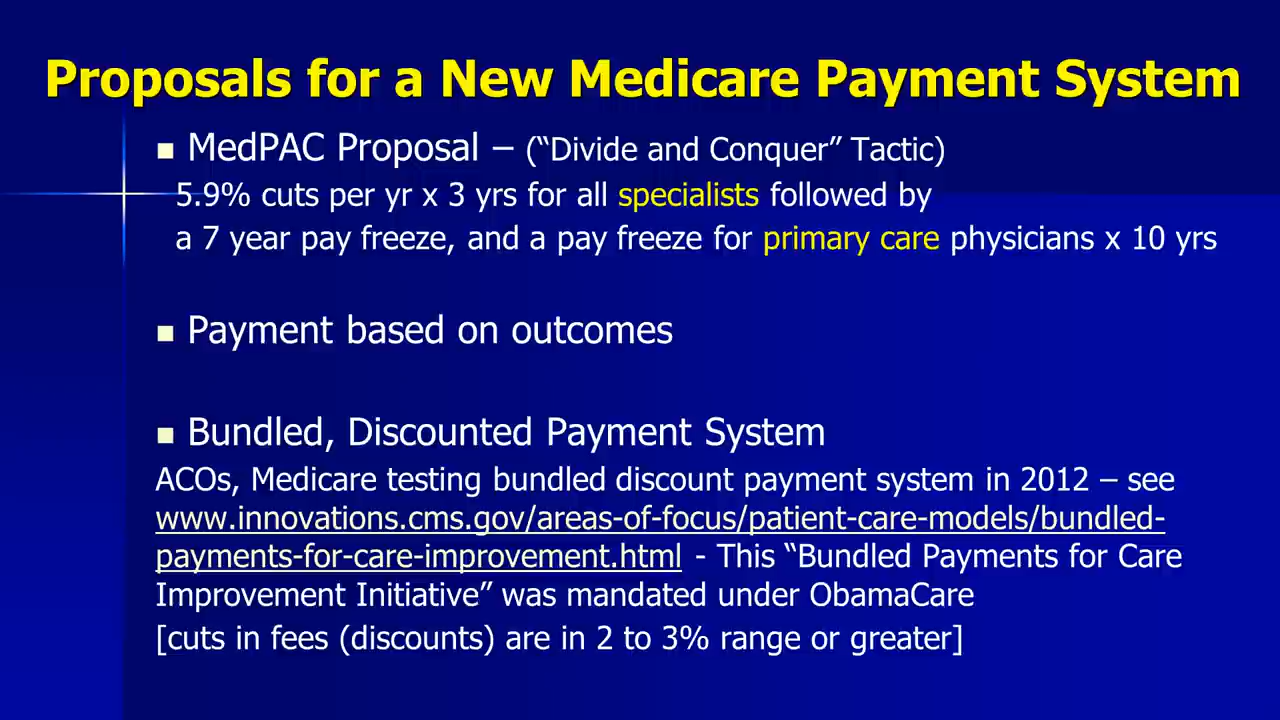 Proposals for a New Medicare Payment System
■ MedPAC Proposal – (“Divide and Conquer” Tactic)
5.9% cuts per yr x 3 yrs for all specialists followed by
a 7 year pay freeze, and a pay freeze for primary care physicians x 10 yrs
■ Payment based on outcomes
■ Bundled, Discounted Payment System
ACOs, Medicare testing bundled discount payment system in 2012 – see
www.innovations.cms.gov/areas-of-focus/patient-care-models/bundled-
payments-for-care-improvement.html - This “Bundled Payments for Care
Improvement Initiative” was mandated under ObamaCare
[cuts in fees (discounts) are in 2 to 3% range or greater]